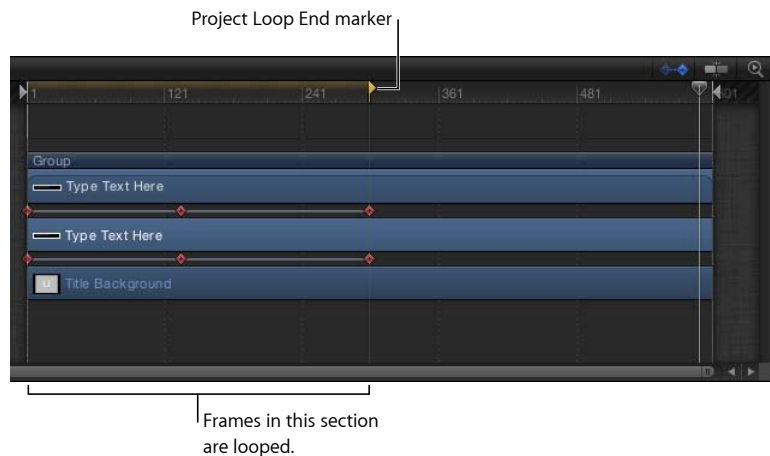 Project Loop End marker
1 121 241 361 481 601
Group
Type Text Here
Type Text Here
Title Background
Frames in this section
are looped.